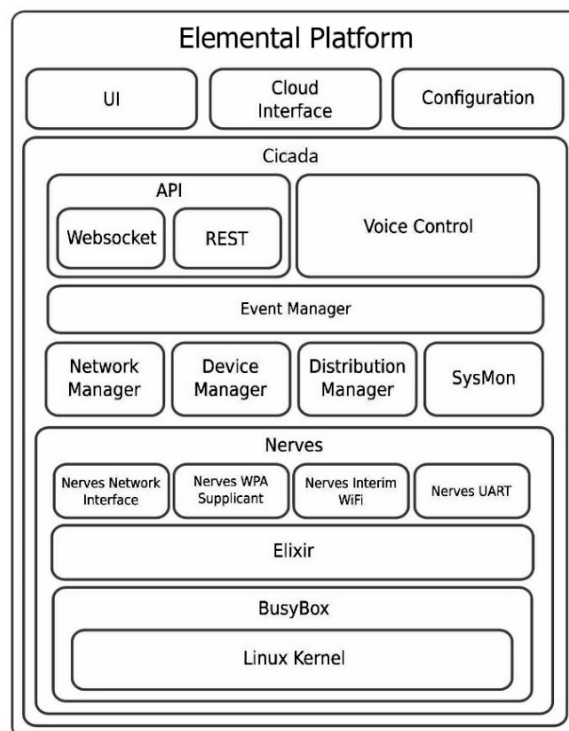 Elemental Platform
UI
Cloud
Interface
Configuration
Cicada
API
Websocket
REST
Voice Control
Event Manager
Network
Manager
Device
Manager
Distribution
Manager
SysMon
Nerves
Nerves Network
Interface
Nerves WPA
Supplicant
Nerves Interim
WiFi
Nerves UART
Elixir
BusyBox
Linux Kernel